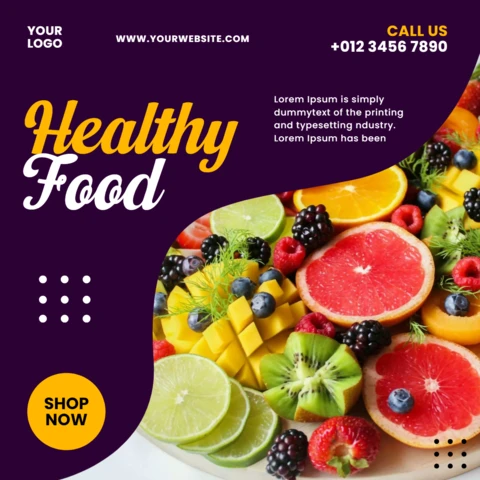 YOUR
LOGO
WWW.YOURWEBSITE.COM
CALL US
+012 3456 7890
Healthy
Food
Lorem Ipsum is simply
dummytext of the printing
and typesetting ndustry.
Lorem Ipsum has been
SHOP
NOW